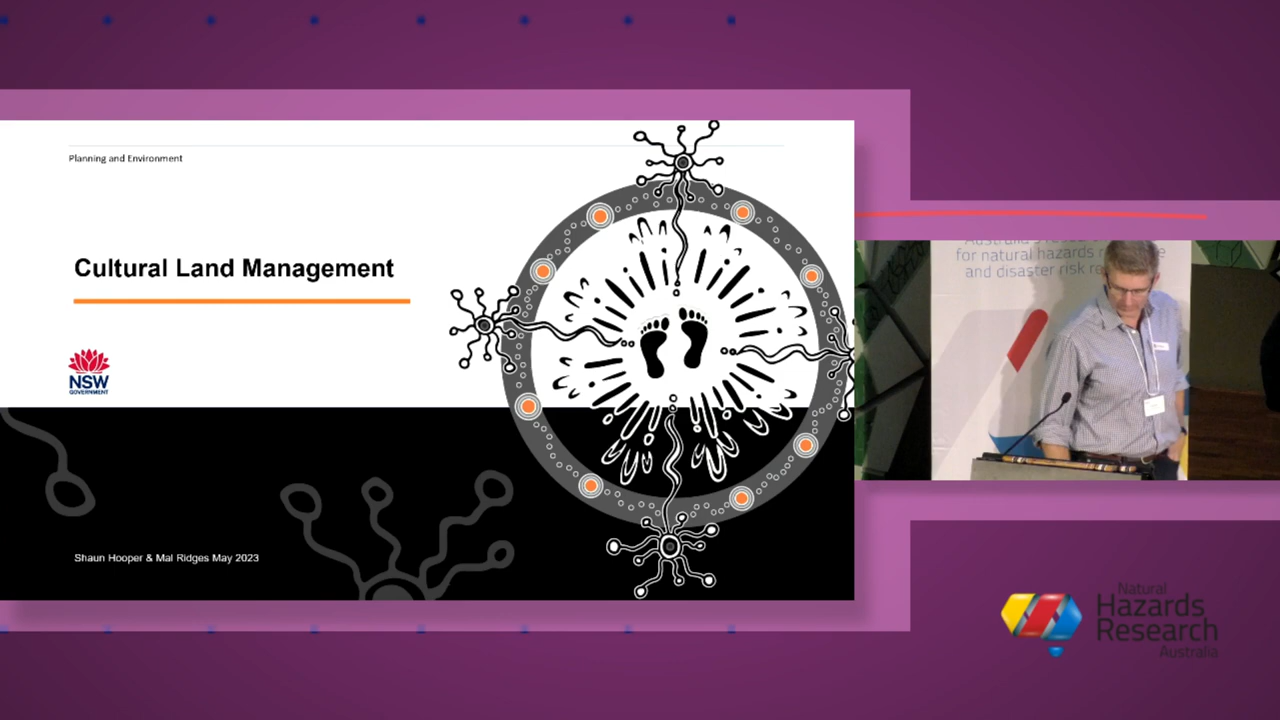 Planning and Environment
Cultural Land Management
NSW
GOVERNMENT
Shaun Hooper & Mal Ridges May 2023
for natural hazards
and disaster risk re
Natural
Hazards
Research
Australia